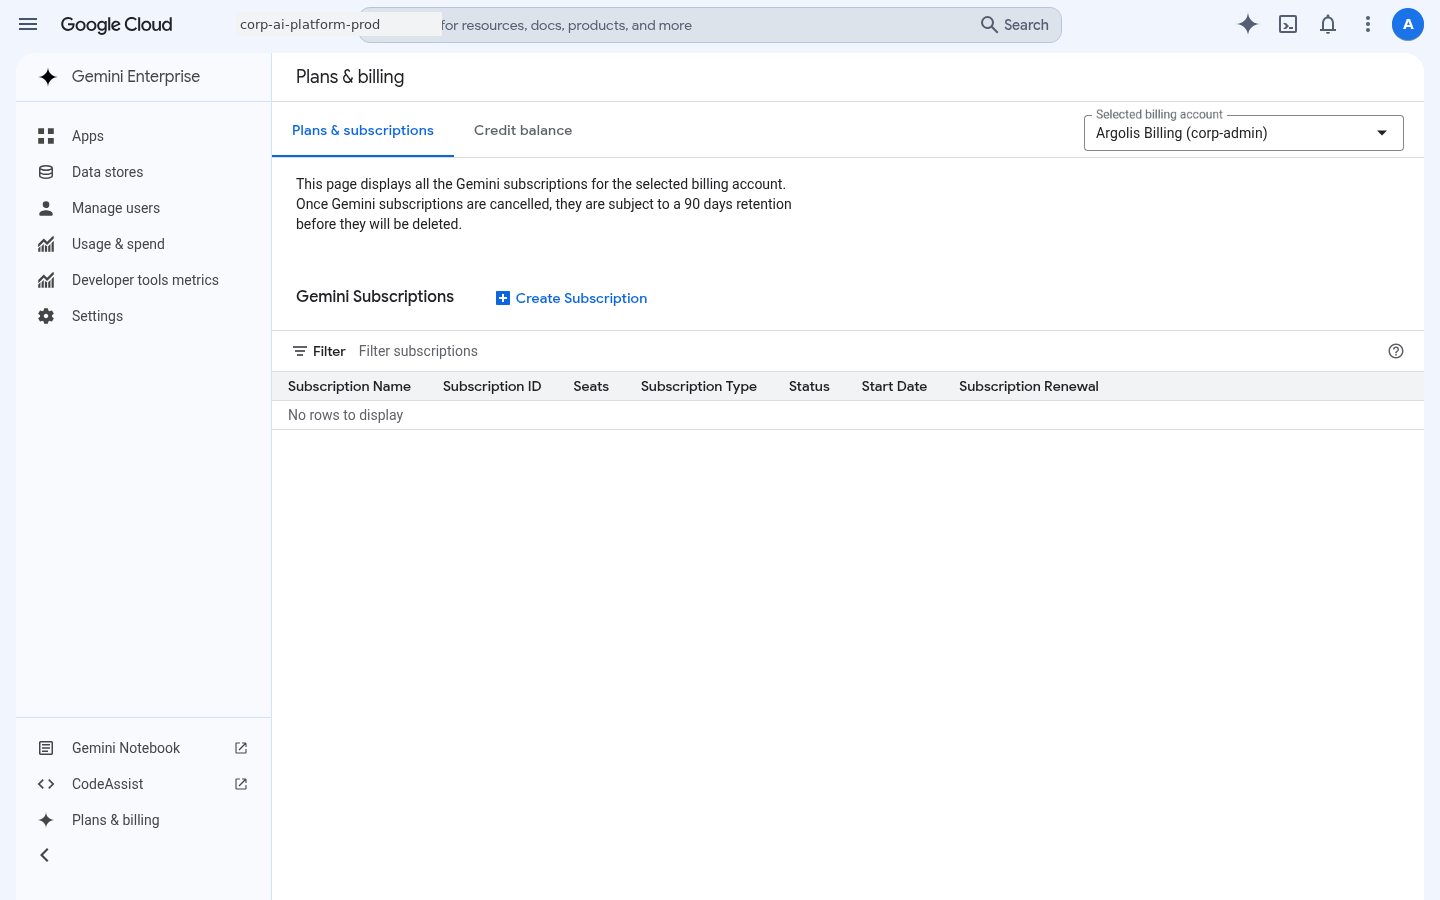 Google Cloud
corp-ai-platform-prod
for resources, docs, products, and more
Search
A
Gemini Enterprise
Apps
Data stores
Manage users
Usage & spend
Developer tools metrics
Settings
Gemini Notebook
CodeAssist
Plans & billing
Plans & billing
Plans & subscriptions
Credit balance
Selected billing account
Argolis Billing (corp-admin)
This page displays all the Gemini subscriptions for the selected billing account.
Once Gemini subscriptions are cancelled, they are subject to a 90 days retention
before they will be deleted.
Gemini Subscriptions
Create Subscription
Filter
Filter subscriptions
Subscription Name Subscription ID Seats Subscription Type Status Start Date Subscription Renewal
No rows to display